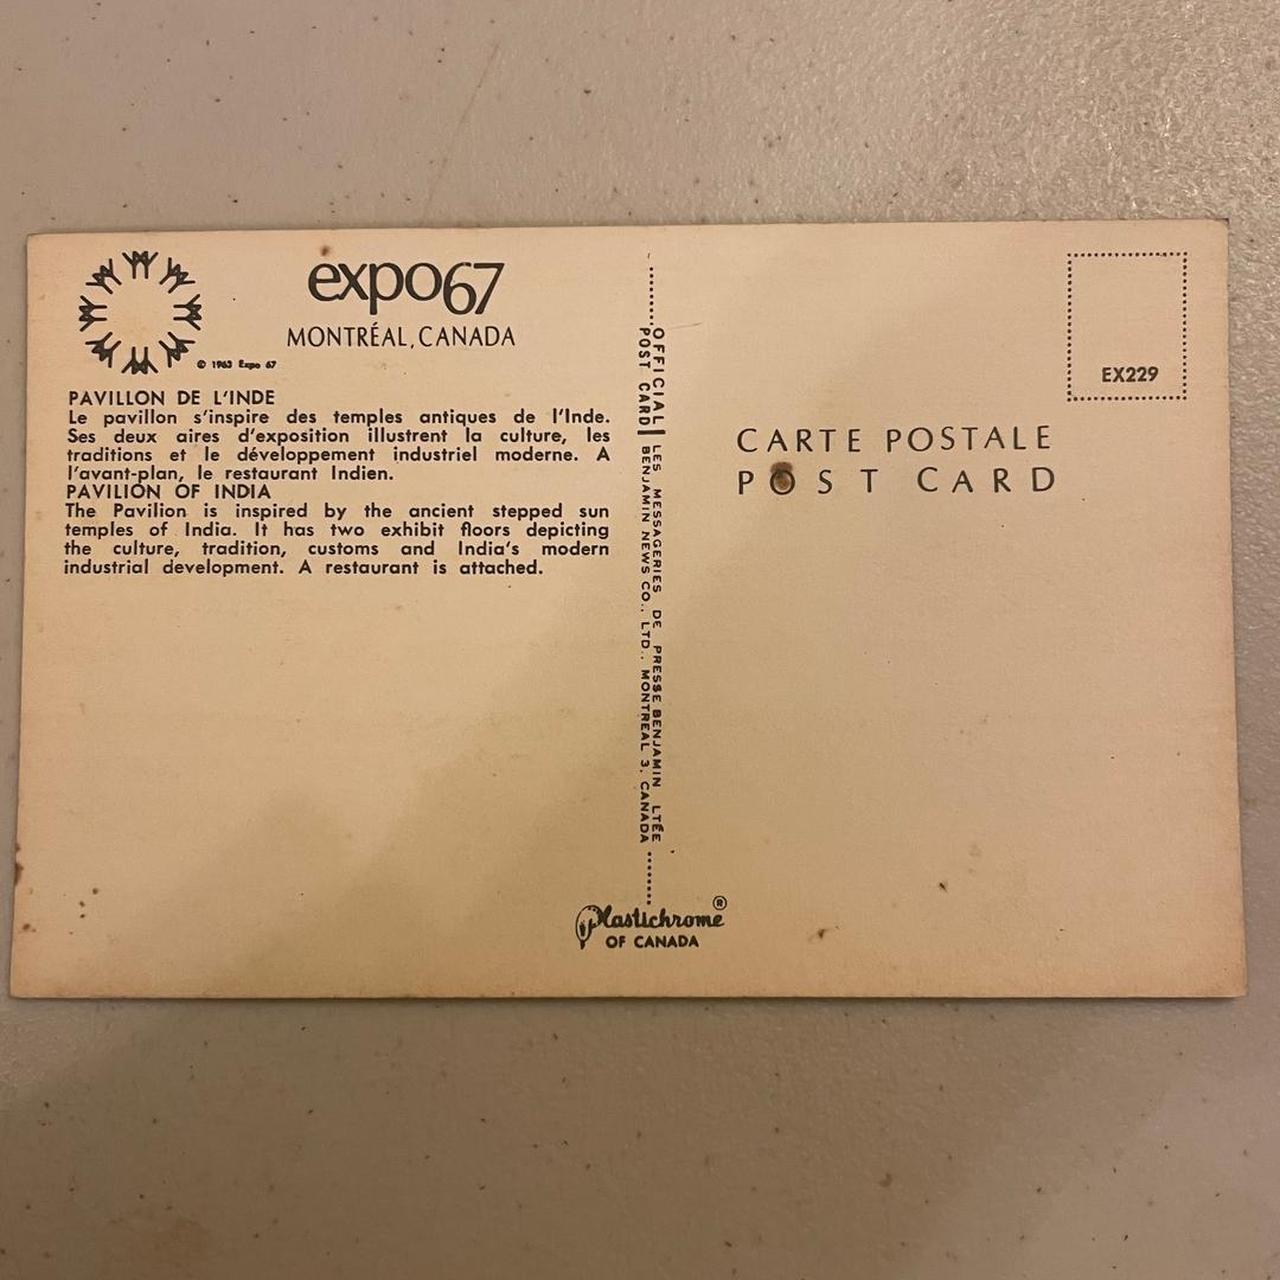 expo67
MONTRÉAL, CANADA
© 1963 Expo 67
PAVILLON DE L'INDE
Le pavillon s'inspire des temples antiques de l'Inde.
Ses deux aires d'exposition illustrent la culture, les
traditions et le développement industriel moderne. A
l'avant-plan, le restaurant Indien.
PAVILION OF INDIA
The Pavilion is inspired by the ancient stepped sun
temples of India. It has two exhibit floors depicting
the culture, tradition, customs and India's modern
industrial development. A restaurant is attached.
OFFICIAL
POST CARD
LES MESSAGERIES DE PRESSE BENJAMIN LTÉE
BENJAMIN NEWS CO., LTD., MONTREAL 3, CANADA
Plastichrome®
OF CANADA
EX229
CARTE POSTALE
POST CARD